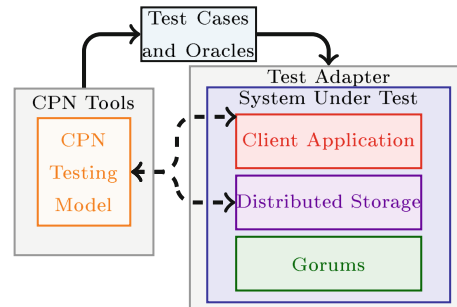 Test Cases
and Oracles
Test Adapter
CPN Tools
System Under Test
CPN
Testing
Model
Client Application
Distributed Storage
Gorums